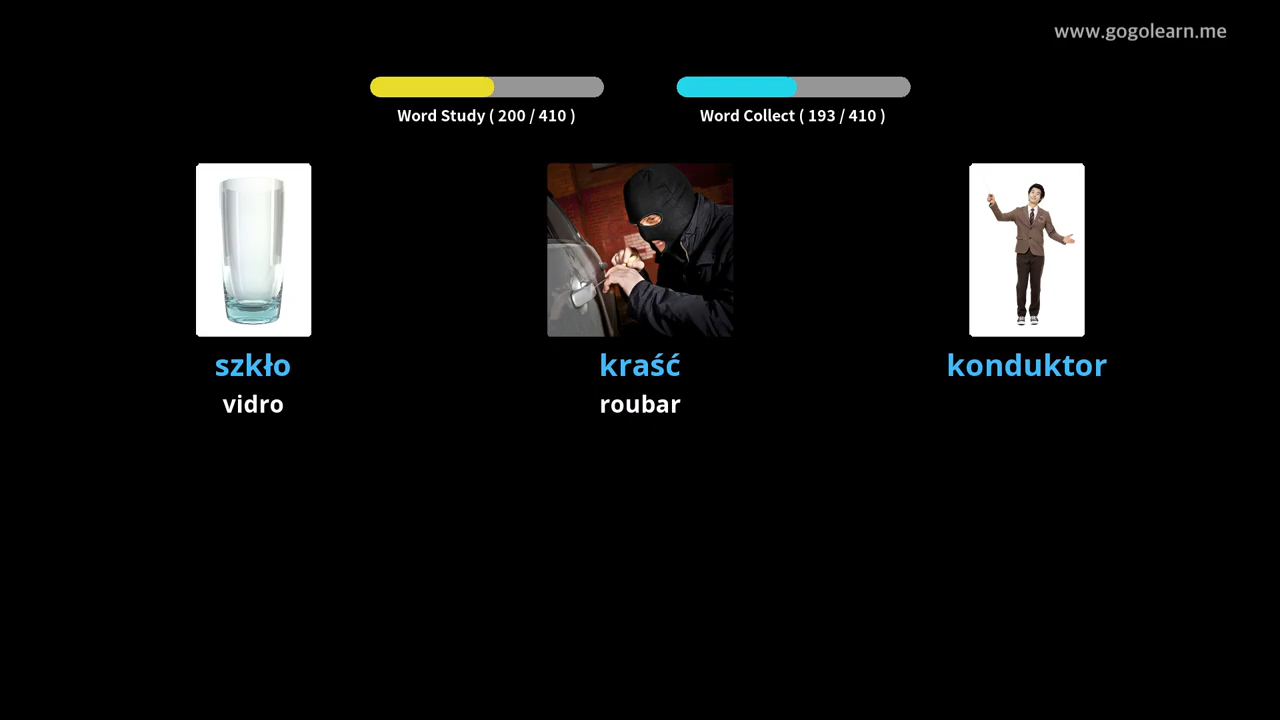 www.gogolearn.me
Word Study ( 200 / 410 )
Word Collect ( 193 / 410 )
szkło
kraść
konduktor
vidro
roubar